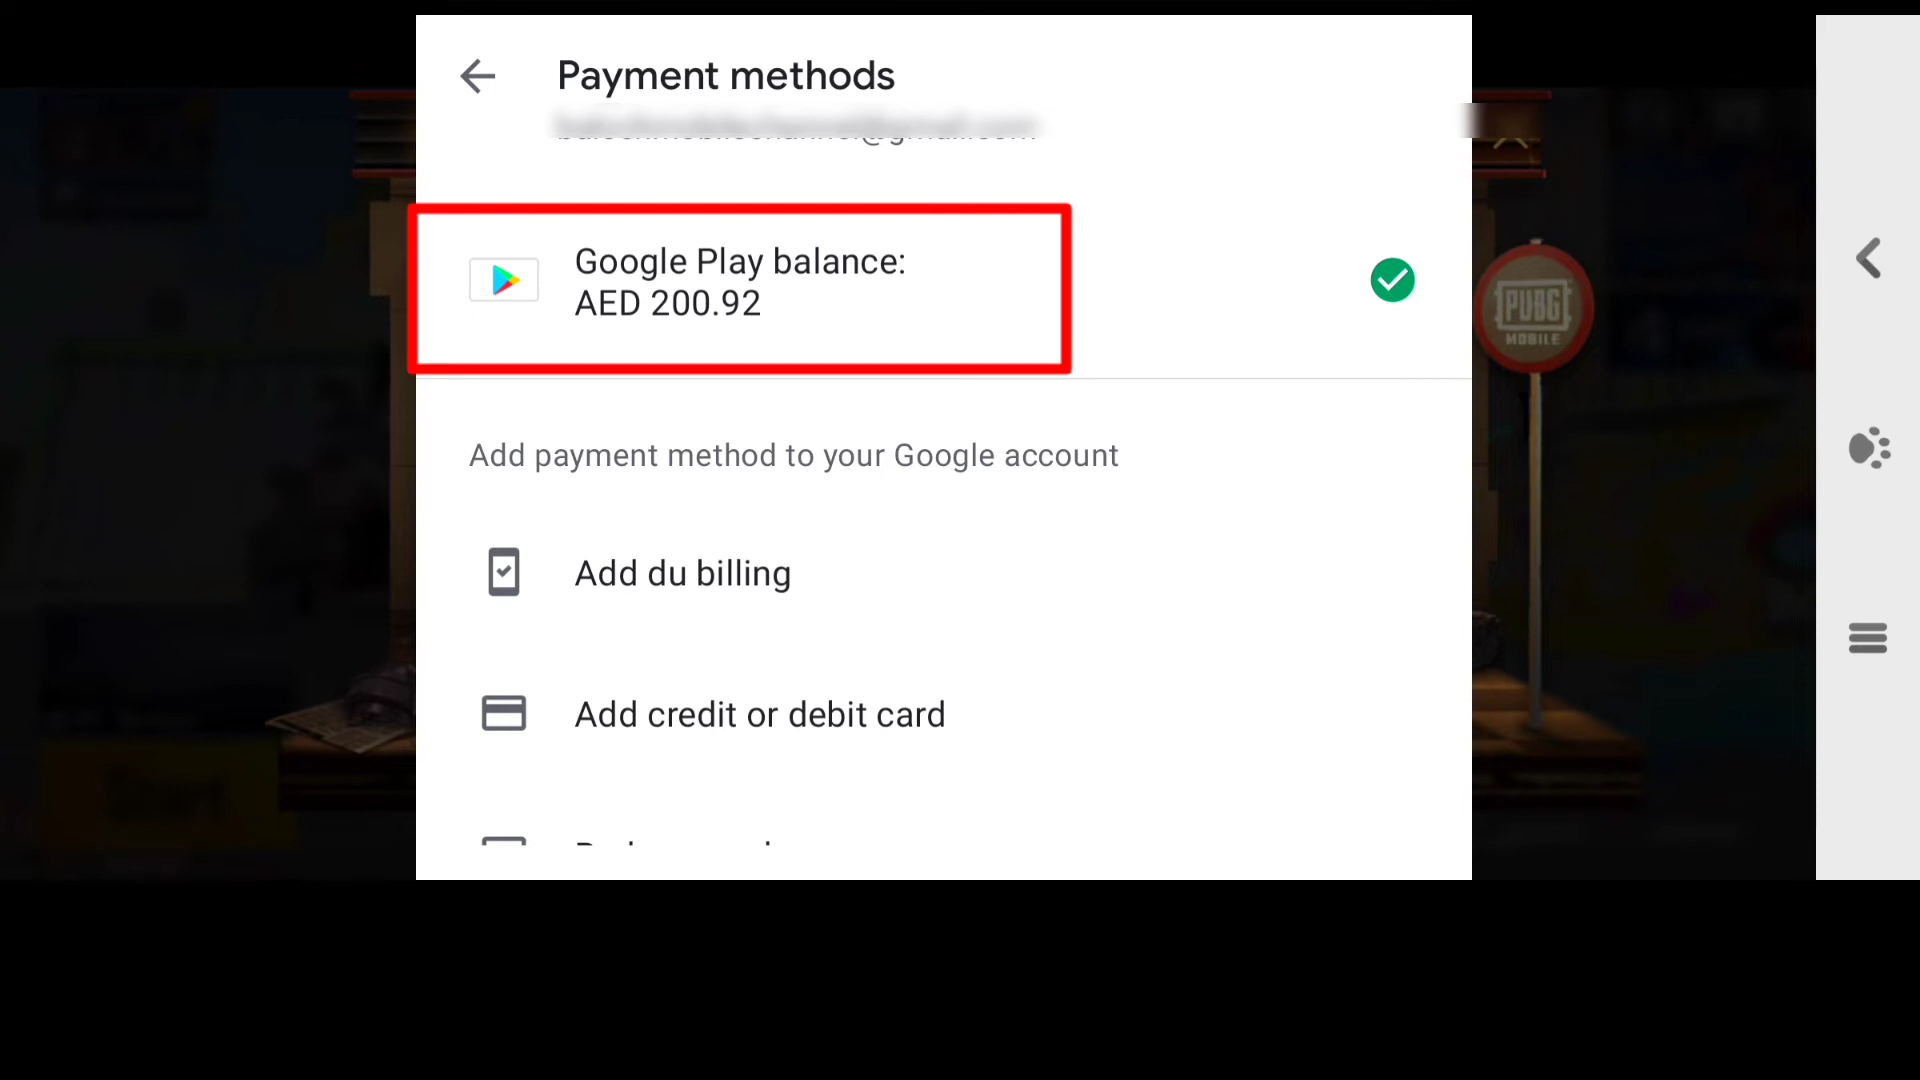 Payment methods
Google Play balance:
AED 200.92
PUBG
MOBILE
Add payment method to your Google account
Add du billing
Add credit or debit card
Start